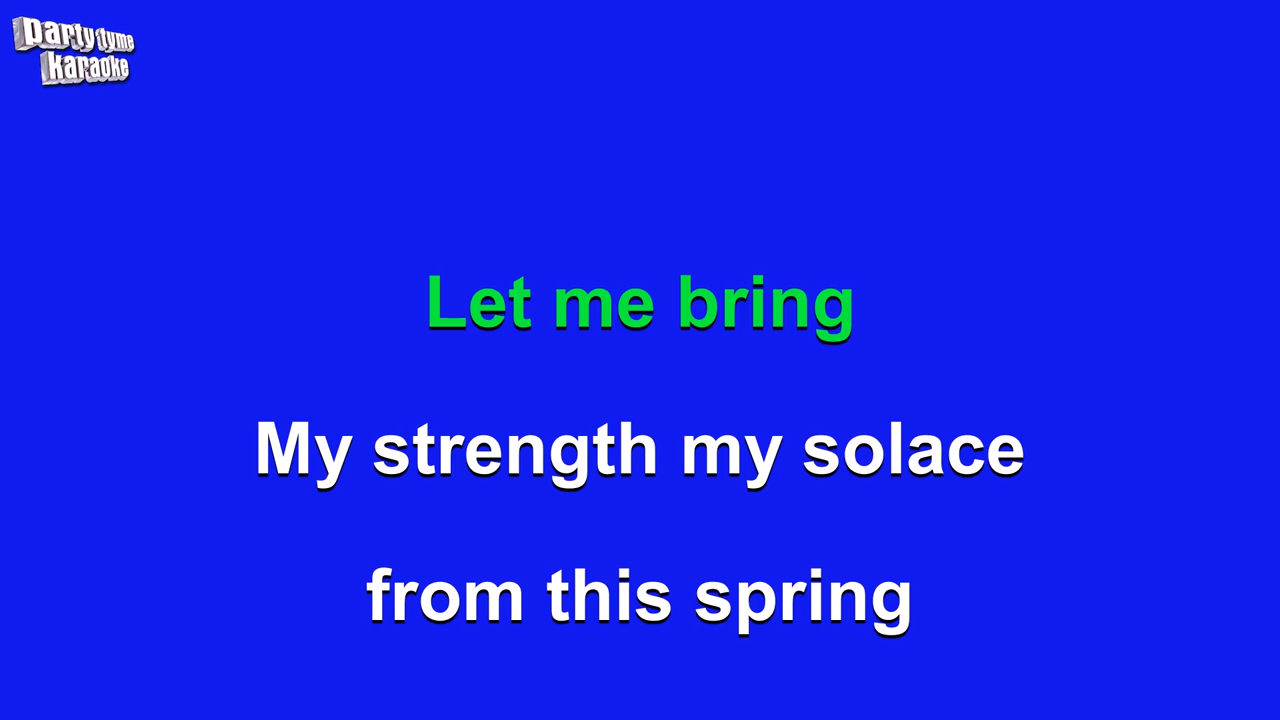 party tyme
karaoke
Let me bring
My strength my solace
from this spring